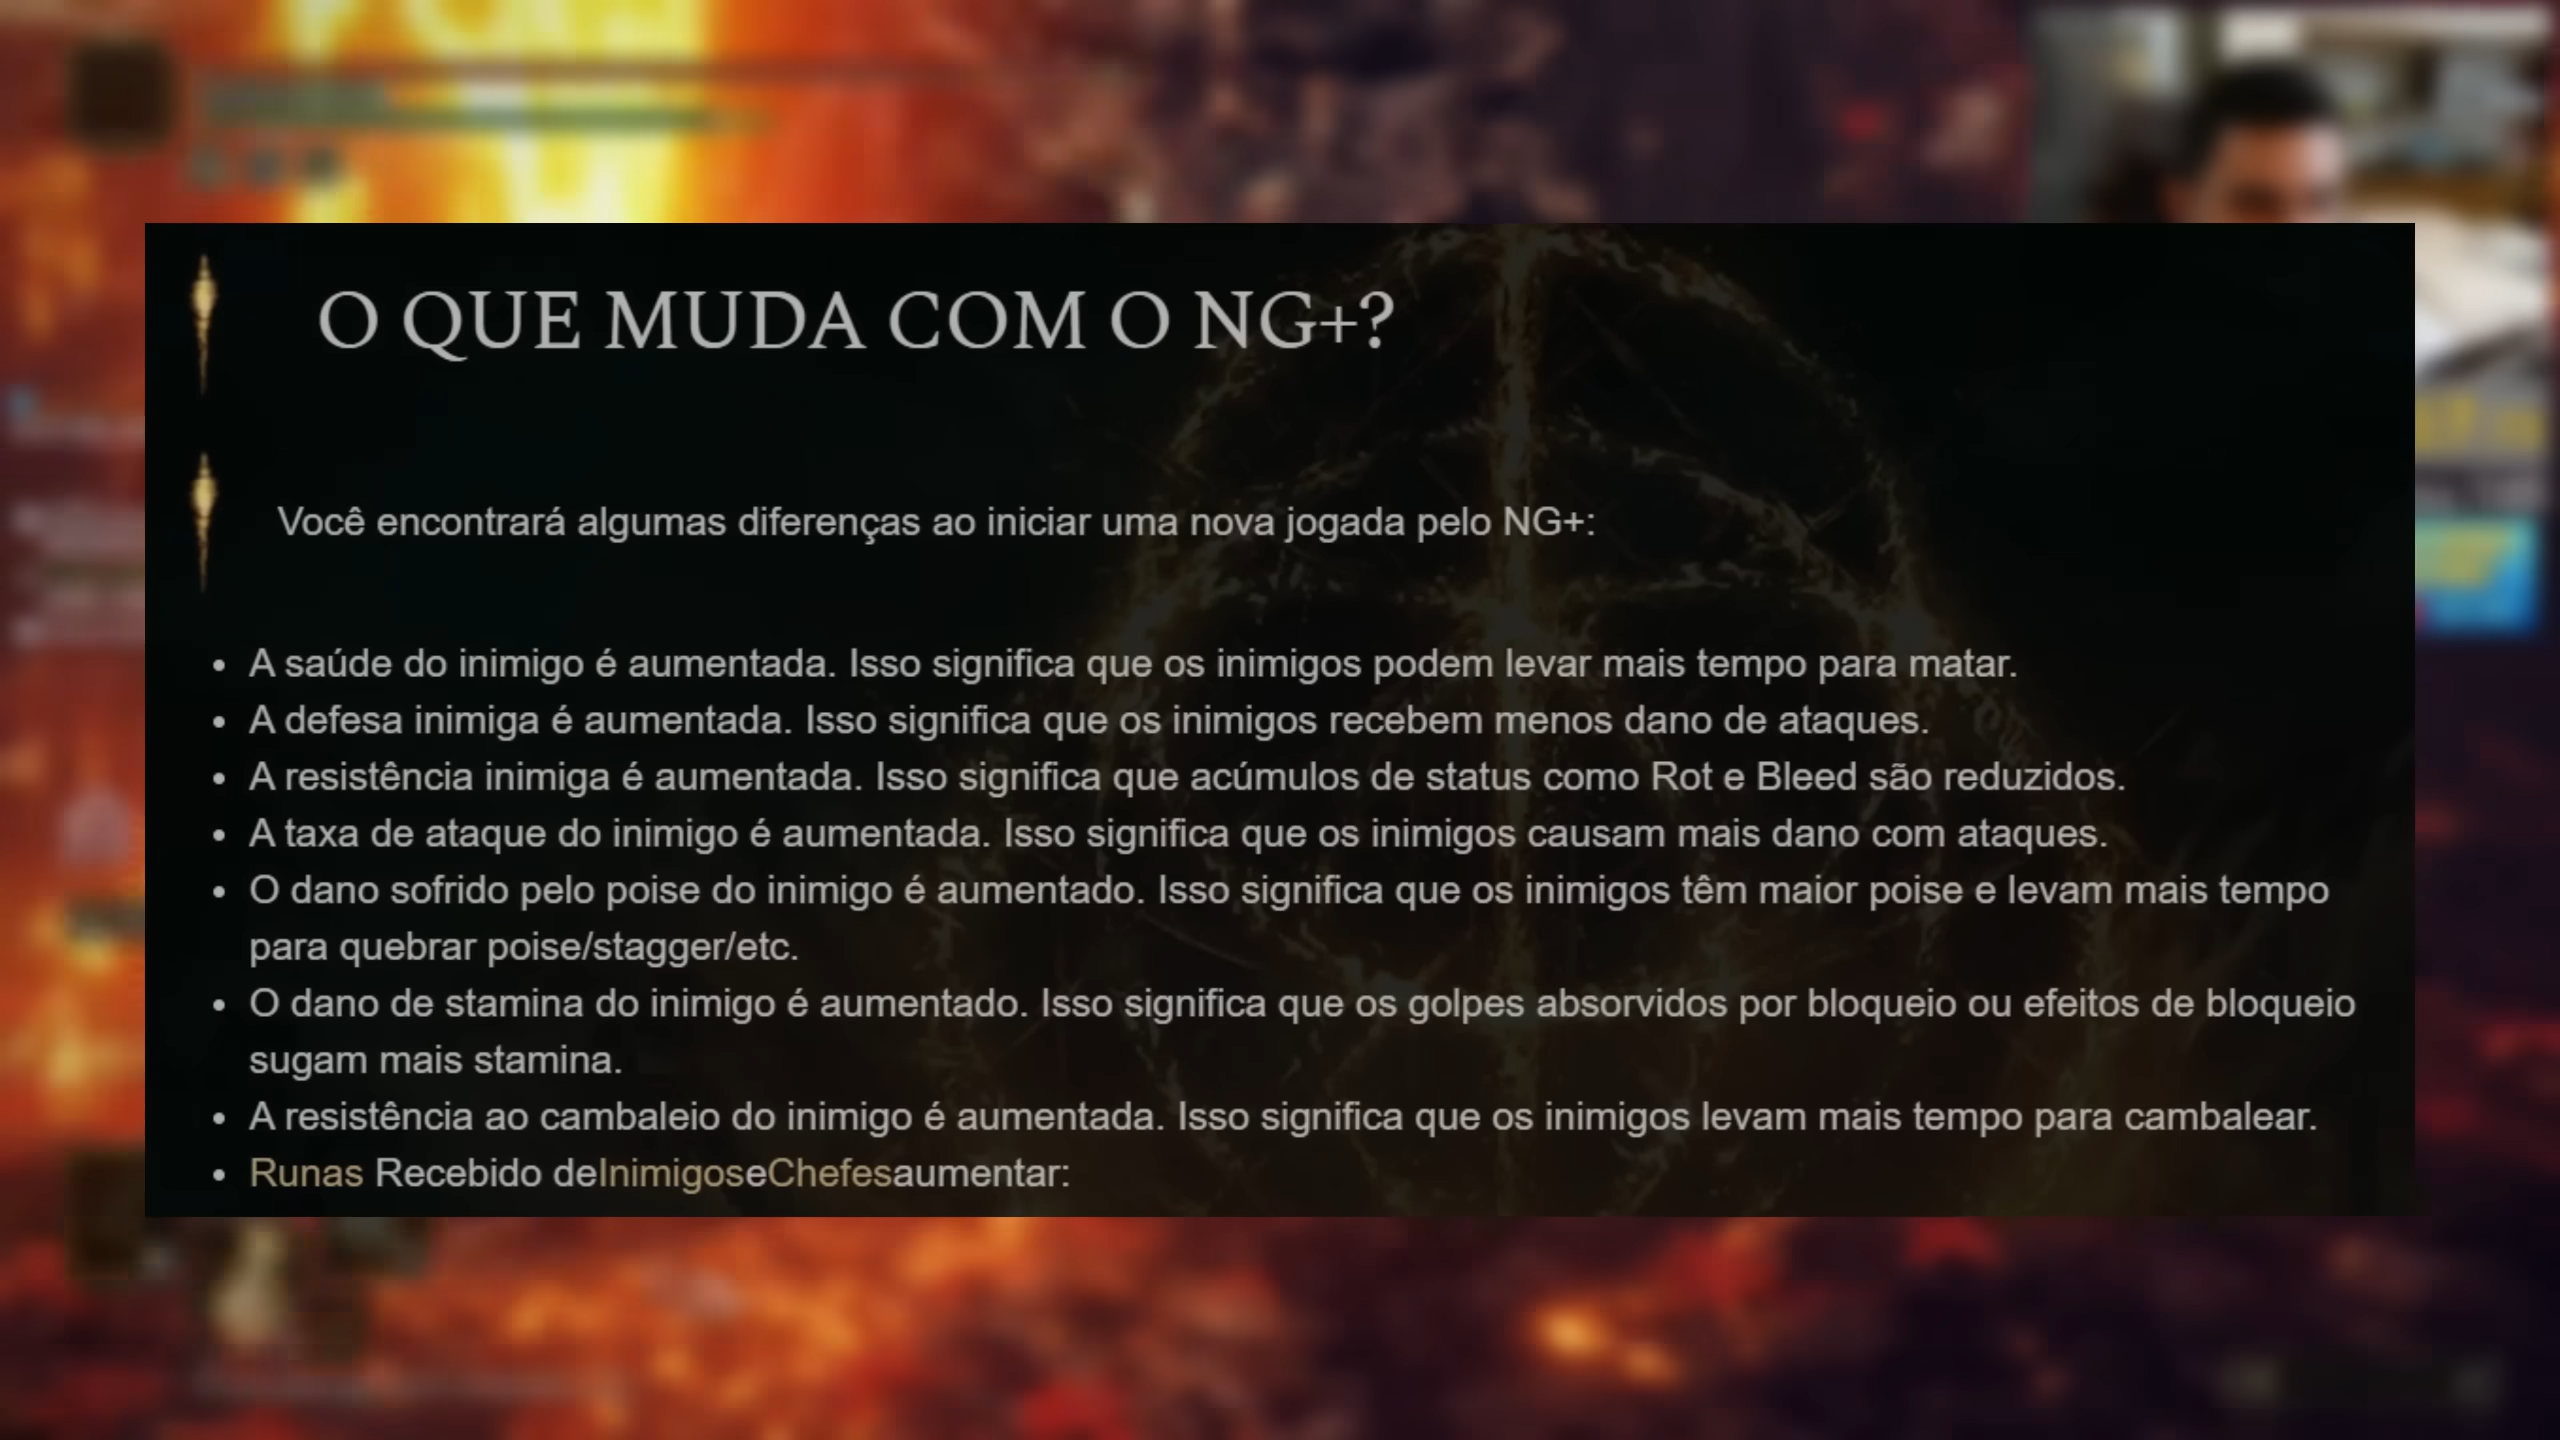 O QUE MUDA COM O NG+?
Você encontrará algumas diferenças ao iniciar uma nova jogada pelo NG+:
• A saúde do inimigo é aumentada. Isso significa que os inimigos podem levar mais tempo para matar.
• A defesa inimiga é aumentada. Isso significa que os inimigos recebem menos dano de ataques.
• A resistência inimiga é aumentada. Isso significa que acúmulos de status como Rot e Bleed são reduzidos.
• A taxa de ataque do inimigo é aumentada. Isso significa que os inimigos causam mais dano com ataques.
• O dano sofrido pelo poise do inimigo é aumentado. Isso significa que os inimigos têm maior poise e levam mais tempo
para quebrar poise/stagger/etc.
• O dano de stamina do inimigo é aumentado. Isso significa que os golpes absorvidos por bloqueio ou efeitos de bloqueio
sugam mais stamina.
• A resistência ao cambaleio do inimigo é aumentada. Isso significa que os inimigos levam mais tempo para cambalear.
• Runas Recebido deInimigoseChefesaumentar: